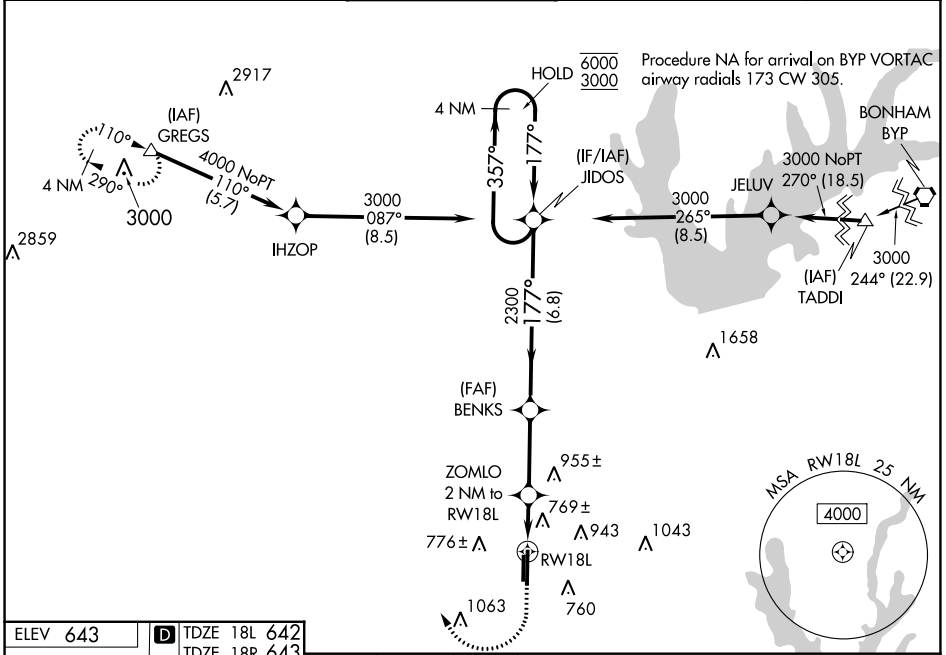 2917
(IAF)
GREGS
110°
4 NM
290°
3000
4000 NoPT
110°
(5.7)
2859
IHZOP
3000
087°
(8.5)
HOLD
6000
3000
4 NM
357°
177°
(IF/IAF)
JIDOS
Procedure NA for arrival on BYP VORTAC
airway radials 173 CW 305.
BONHAM
BYP
3000 NoPT
270° (18.5)
JELUV
3000
265°
(8.5)
(IAF)
TADDI
3000
244° (22.9)
2300
177°
(6.8)
1658
(FAF)
BENKS
ZOMLO
2 NM to
RW18L
955±
769±
943
1043
776±
RW18L
760
1063
MSA RW18L 25 NM
4000
ELEV 643
D TDZE 18L 642
TDZE 18R 643